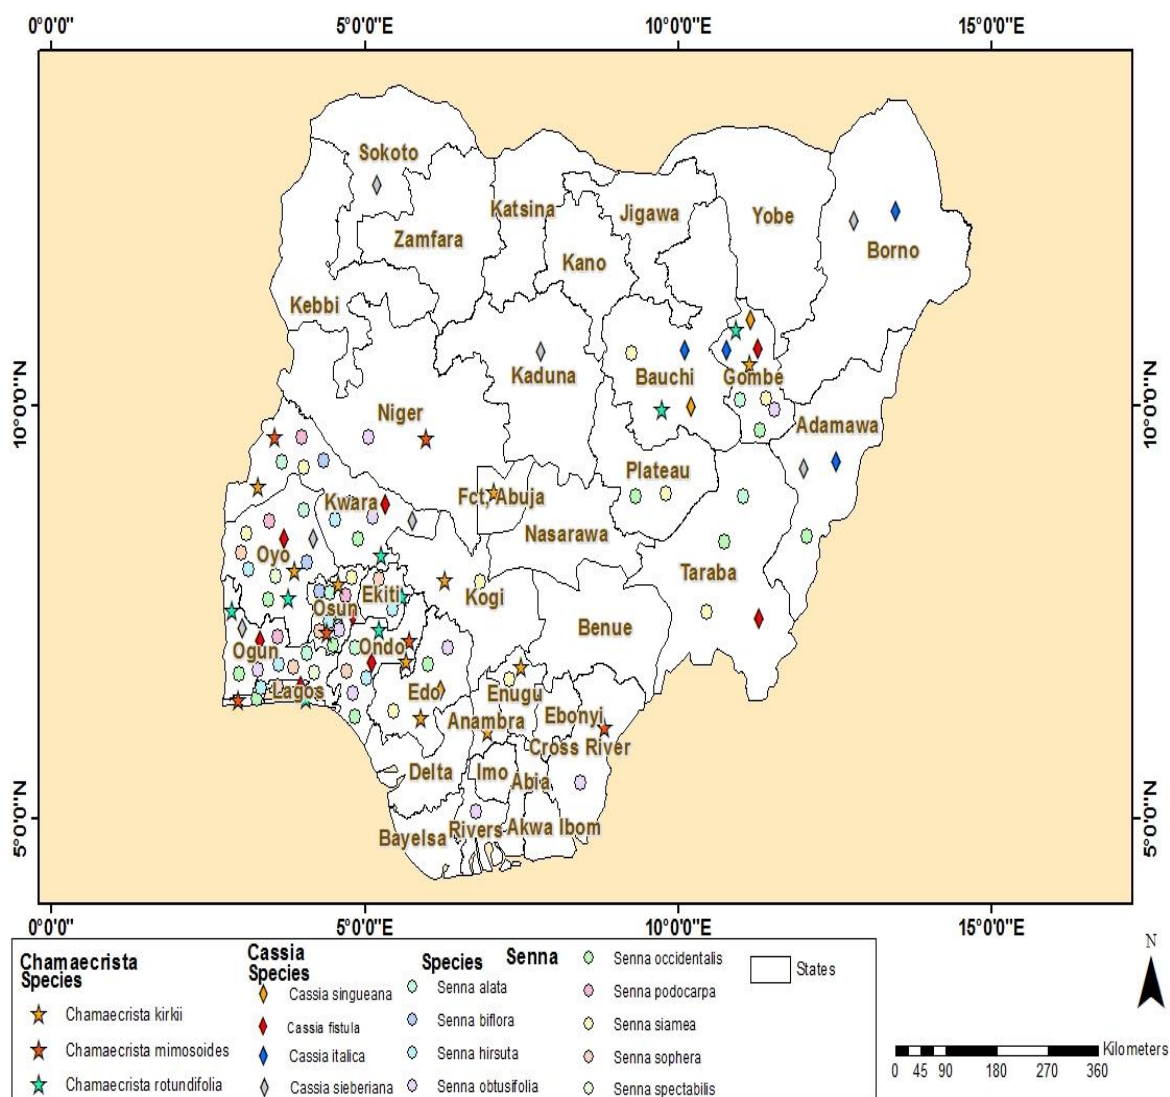 0°0'0" 5°0'0"E 10°0'0"E 15°0'0"E
Sokoto
Katsina
Jigawa
Yobe
Zamfara
Borno
Kano
Kebbi
Kaduna
Bauchi
Gombe
10°0'0"N
10°0'0"N
Niger
Adamawa
Plateau
Fct, Abuja
Kwara
Nasarawa
Oyo
Taraba
Ekiti
Kogi
Osun
Benue
Ogun
Ondo
Lagos
Edo
Enugu
Anambra
Ebonyi
Cross River
Delta
Imo
Abia
5°0'0"N
5°0'0"N
Bayelsa
Rivers
Akwa Ibom
0°0'0" 5°0'0"E 10°0'0"E 15°0'0"E
Chamaecrista
Species
Chamaecrista kirkii
Chamaecrista mimosoides
Chamaecrista rotundifolia
Cassia
Species
Cassia singueana
Cassia fistula
Cassia italica
Cassia sieberiana
Species Senna
Senna alata
Senna biflora
Senna hirsuta
Senna obtusifolia
Senna occidentalis
Senna podocarpa
Senna siamea
Senna sophera
Senna spectabilis
States
N
Kilometers
0 45 90 180 270 360